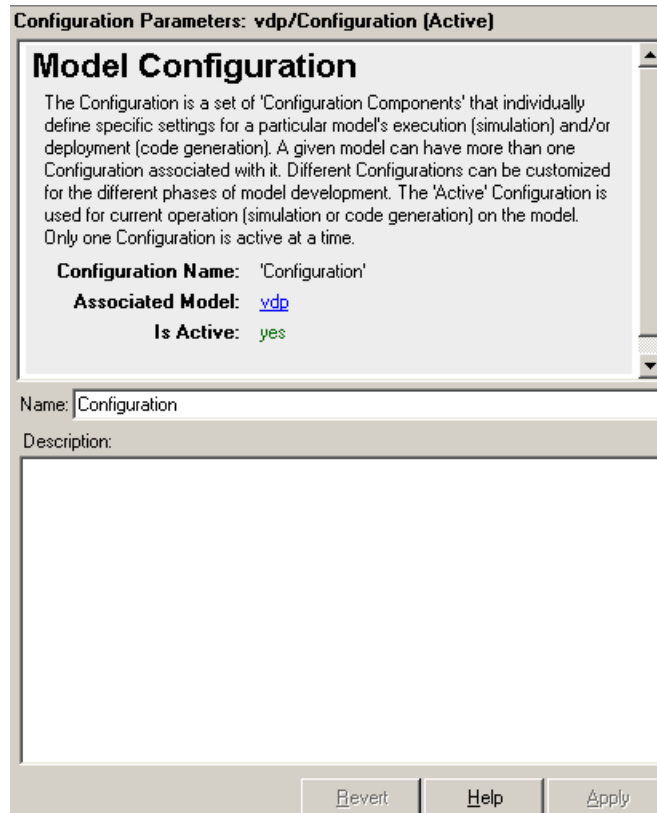 Configuration Parameters: vdp/Configuration (Active)
Model Configuration
The Configuration is a set of 'Configuration Components' that individually
define specific settings for a particular model's execution (simulation) and/or
deployment (code generation). A given model can have more than one
Configuration associated with it. Different Configurations can be customized
for the different phases of model development. The 'Active' Configuration is
used for current operation (simulation or code generation) on the model.
Only one Configuration is active at a time.
Configuration Name: 'Configuration'
Associated Model: vdp
Is Active: yes
Name: Configuration
Description:
Revert Help Apply